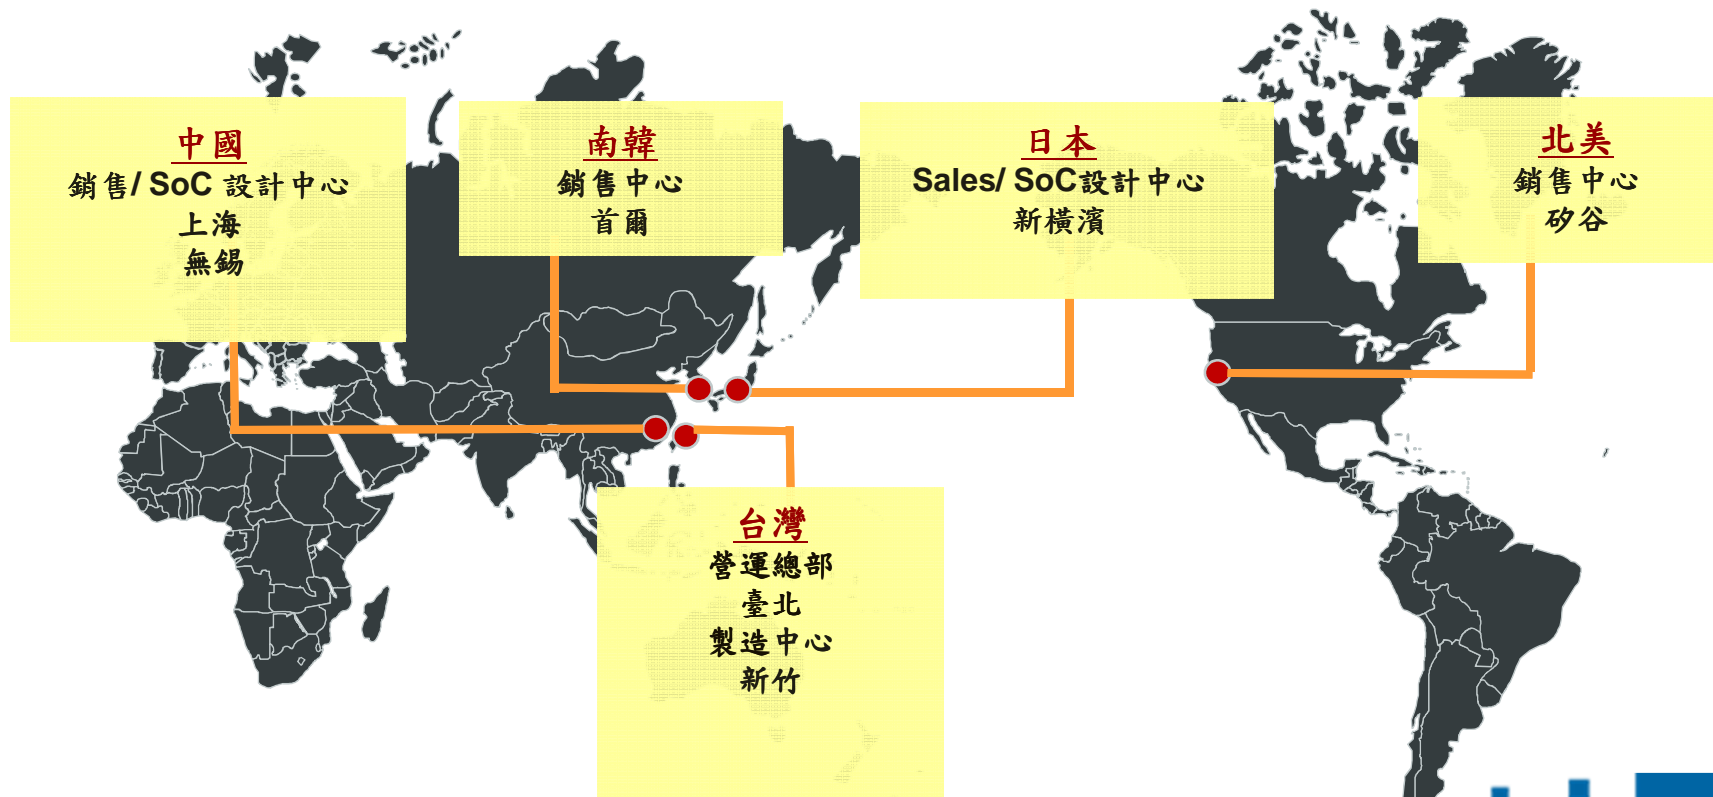 中國
銷售/ SoC 設計中心
上海
無錫
南韓
銷售中心
首爾
日本
Sales/ SoC設計中心
新橫濱
北美
銷售中心
矽谷
台灣
營運總部
臺北
製造中心
新竹